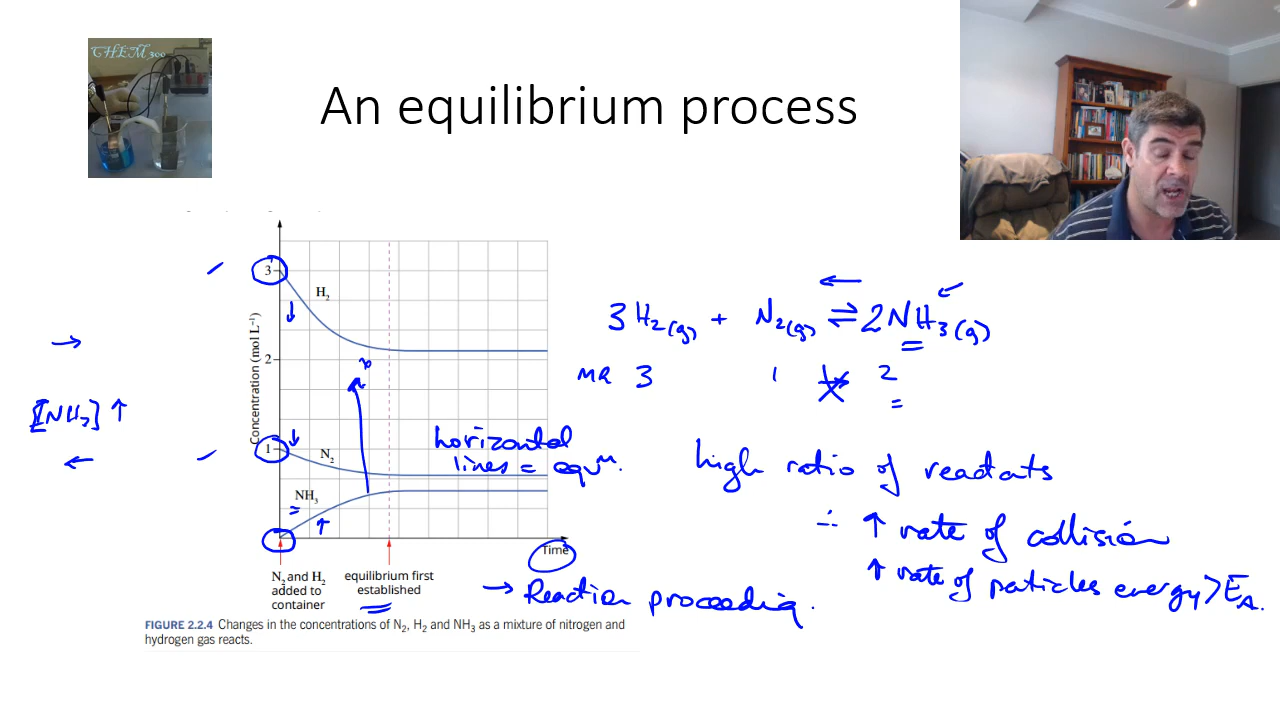 CHEM 300
An equilibrium process
3
H₂
Concentration (mol L⁻¹)
2
1
N₂
NH₃
Time
N₂ and H₂
added to
container
equilibrium first
established
FIGURE 2.2.4 Changes in the concentrations of N₂, H₂ and NH₃ as a mixture of nitrogen and
hydrogen gas reacts.
→
[NH₃] ↑
←
horizontal
lines = equᵐ.
→ Reaction proceeding.
3H₂(g) + N₂(g) ⇌ 2NH₃(g)
MR 3 1 2
high ratio of readtats
∴ ↑ rate of collision
↑ rate of particles energy > EA.